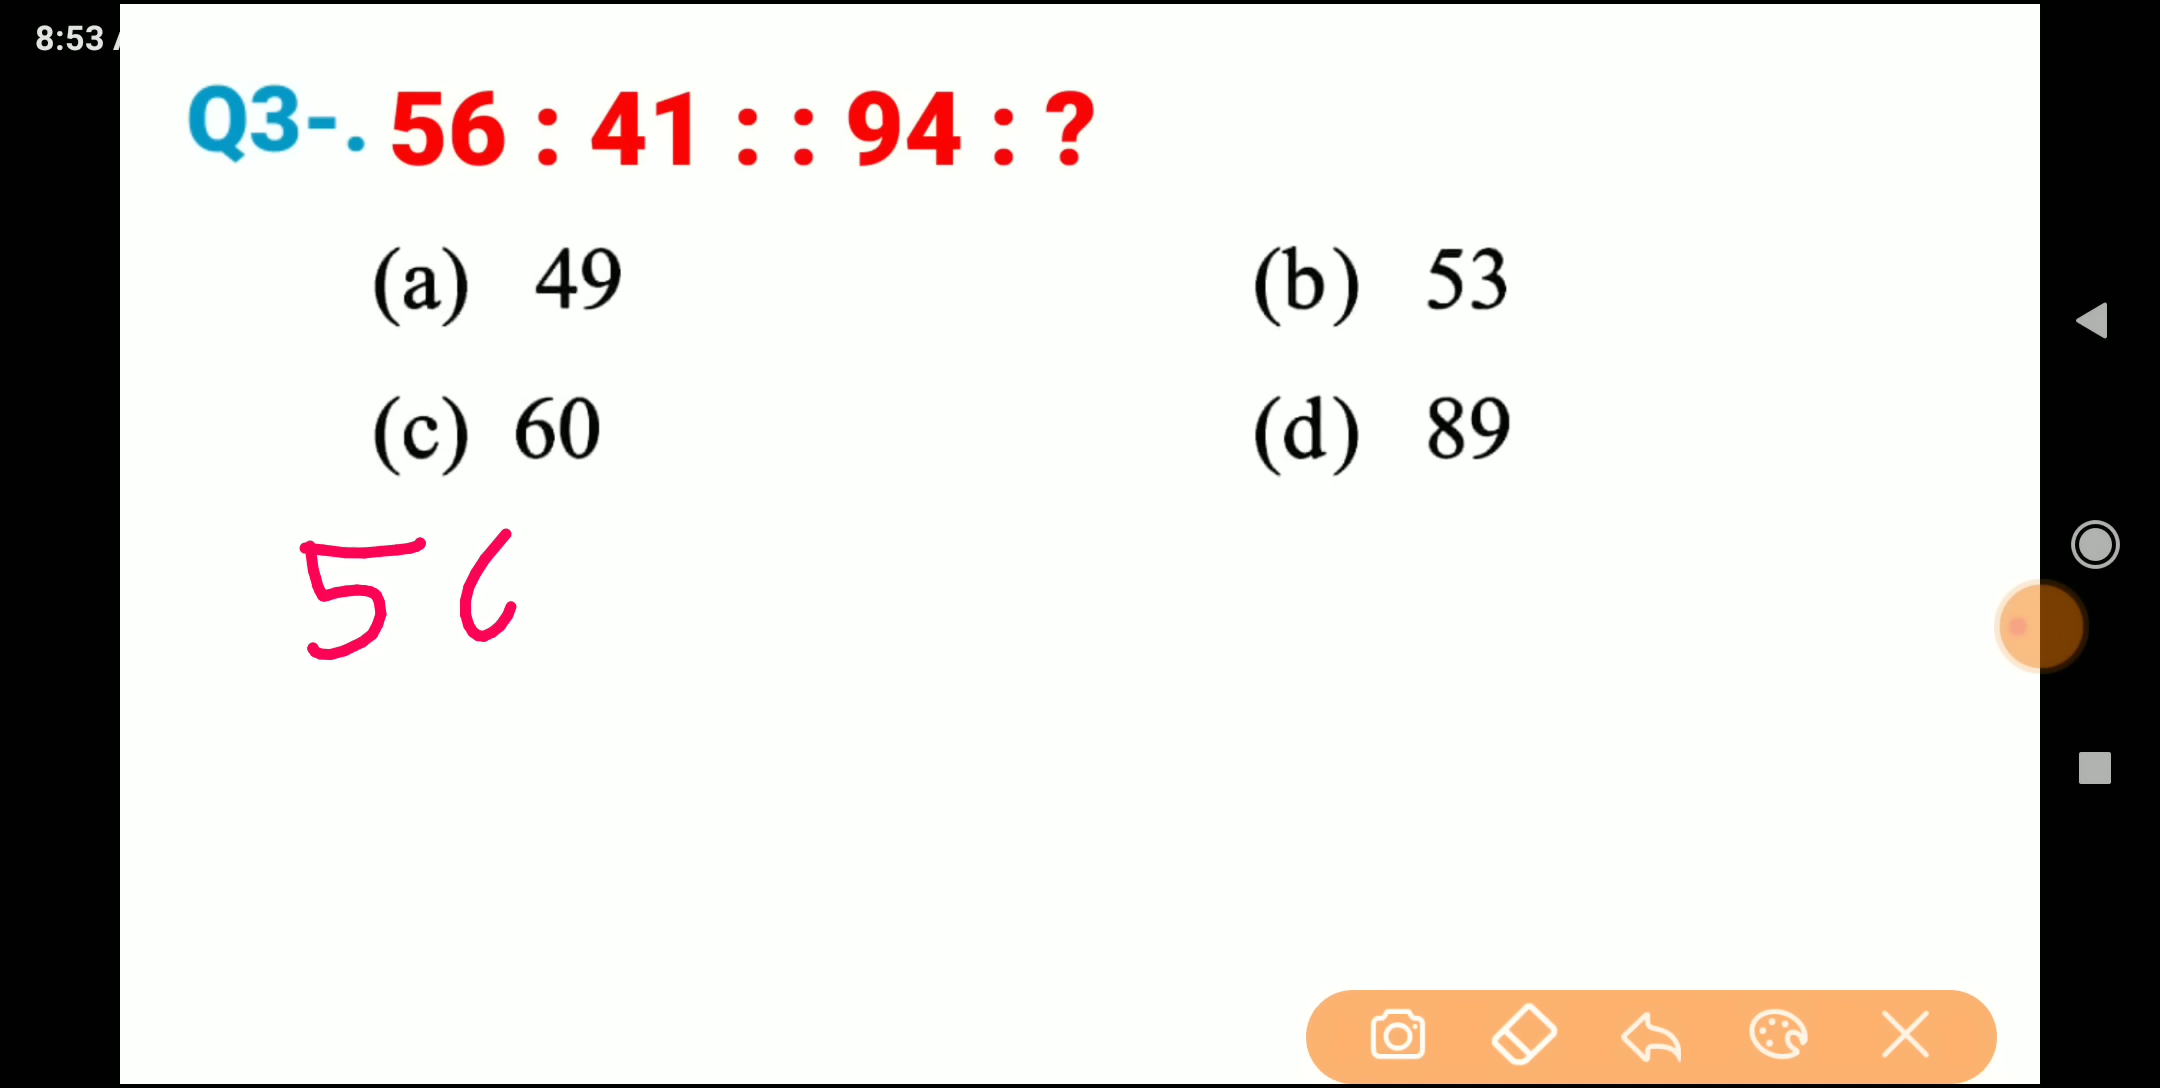 8:53
Q3-. 56 : 41 : : 94 : ?
(a) 49 (b) 53
(c) 60 (d) 89
56